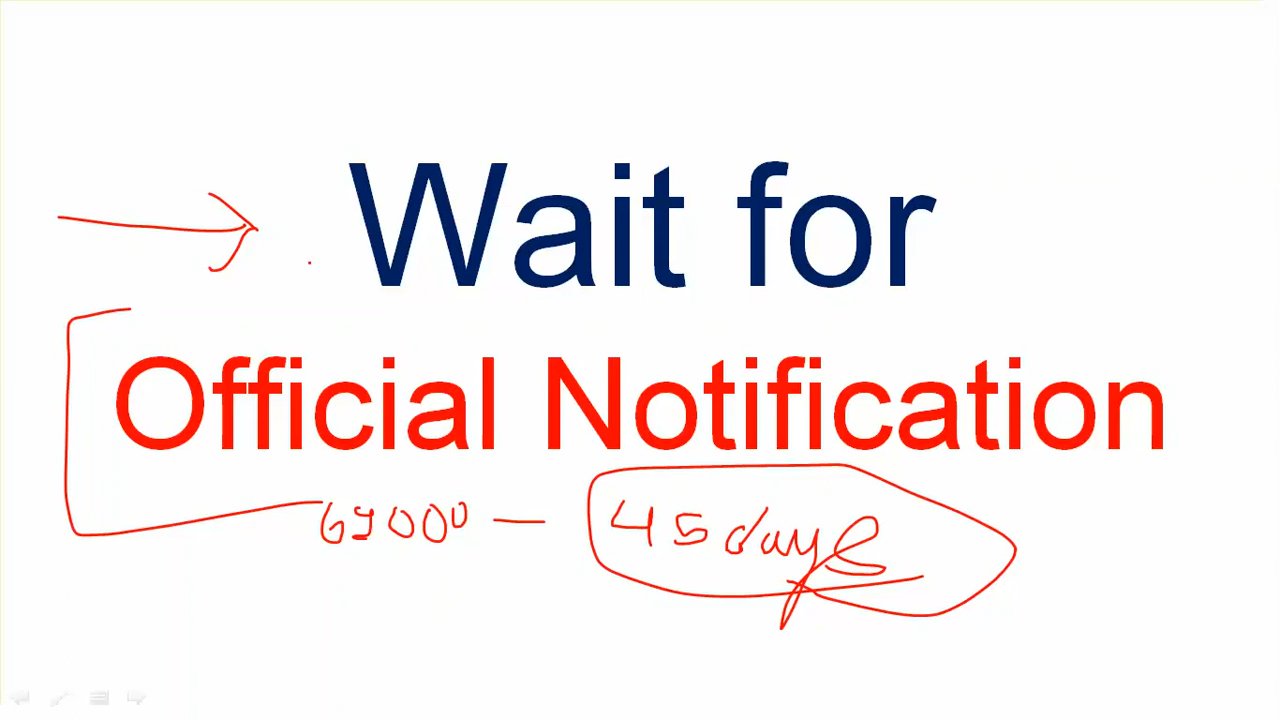 Wait for
Official Notification
69000 — 45 days